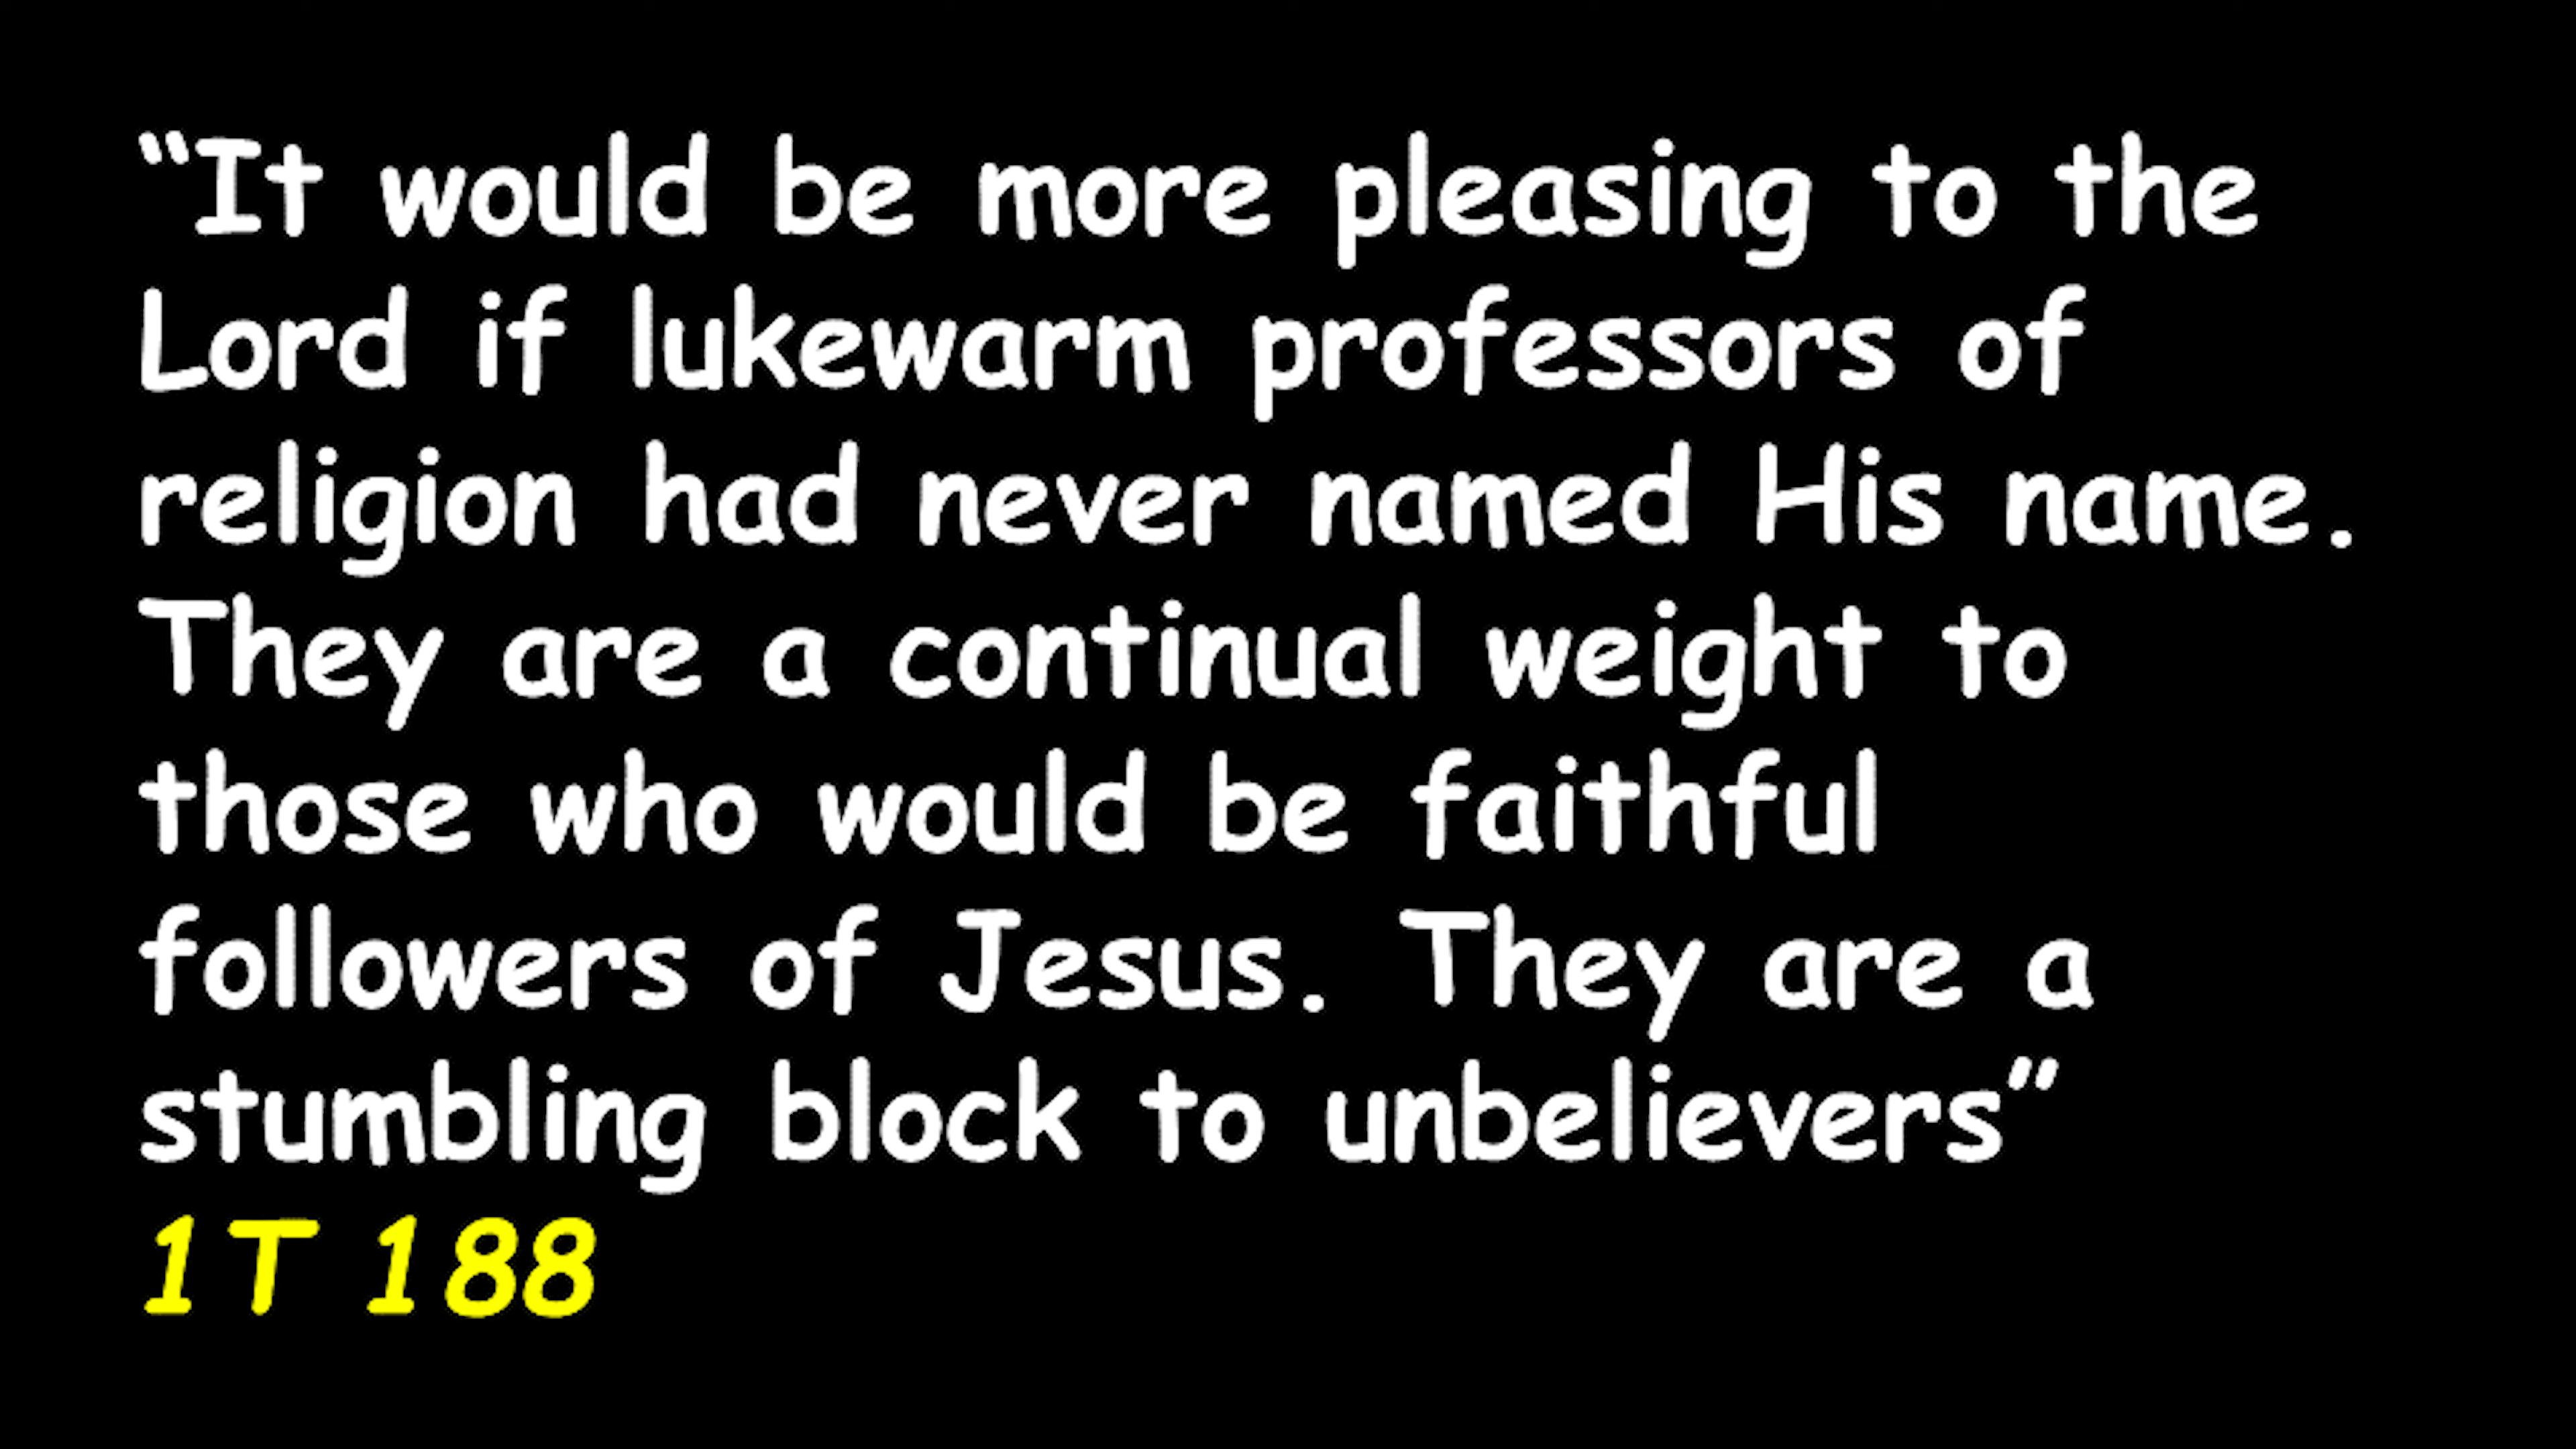 “It would be more pleasing to the
Lord if lukewarm professors of
religion had never named His name.
They are a continual weight to
those who would be faithful
followers of Jesus. They are a
stumbling block to unbelievers”
1T 188